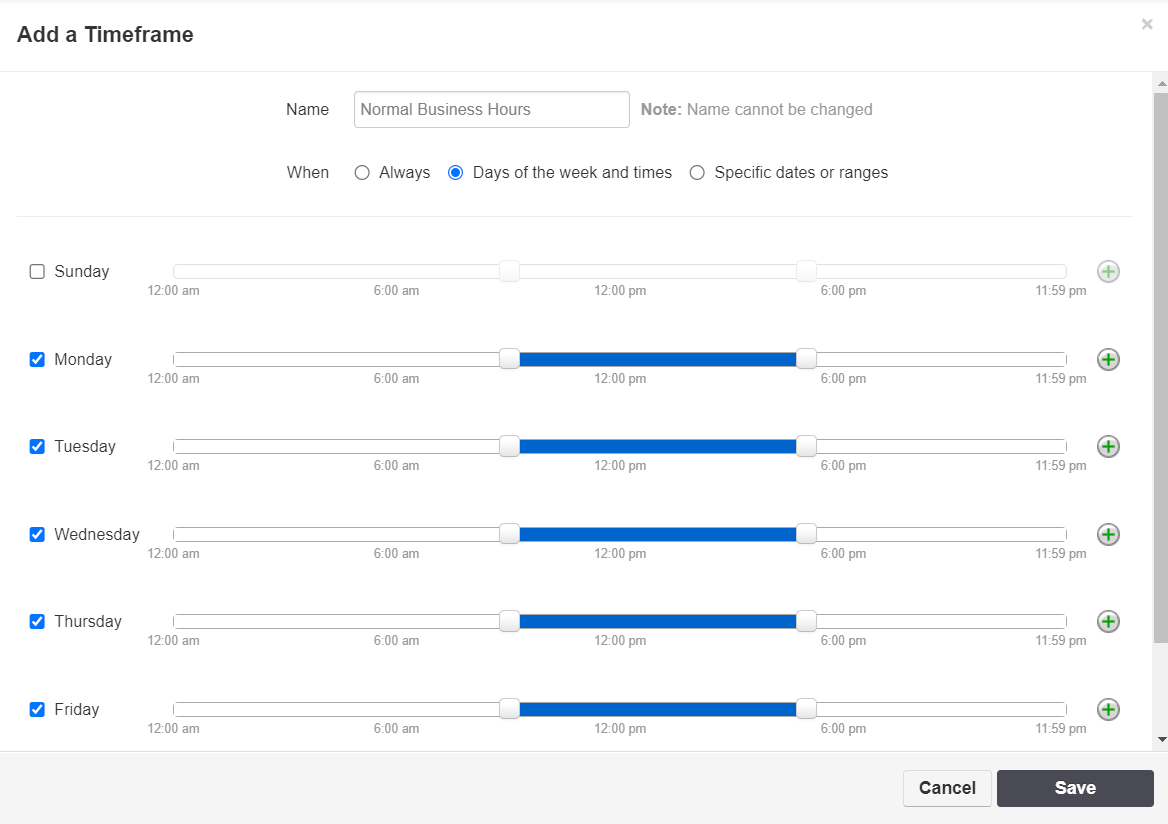 Add a Timeframe
×
Name Normal Business Hours Note: Name cannot be changed
When Always Days of the week and times Specific dates or ranges
Sunday
12:00 am 6:00 am 12:00 pm 6:00 pm 11:59 pm
Monday
12:00 am 6:00 am 12:00 pm 6:00 pm 11:59 pm
Tuesday
12:00 am 6:00 am 12:00 pm 6:00 pm 11:59 pm
Wednesday
12:00 am 6:00 am 12:00 pm 6:00 pm 11:59 pm
Thursday
12:00 am 6:00 am 12:00 pm 6:00 pm 11:59 pm
Friday
12:00 am 6:00 am 12:00 pm 6:00 pm 11:59 pm
Cancel Save